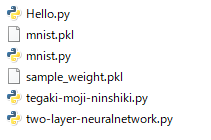 Hello.py
mnist.pkl
mnist.py
sample_weight.pkl
tegaki-moji-ninshiki.py
two-layer-neuralnetwork.py